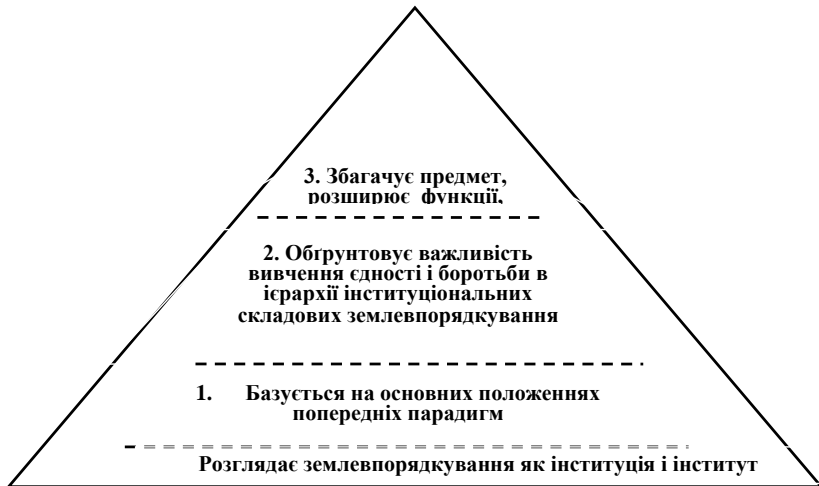 3. Збагачує предмет,
розширює функції,
2. Обґрунтовує важливість
вивчення єдності і боротьби в
ієрархії інституціональних
складових землевпорядкування
1. Базується на основних положеннях
попередніх парадигм
Розглядає землевпорядкування як інституція і інститут